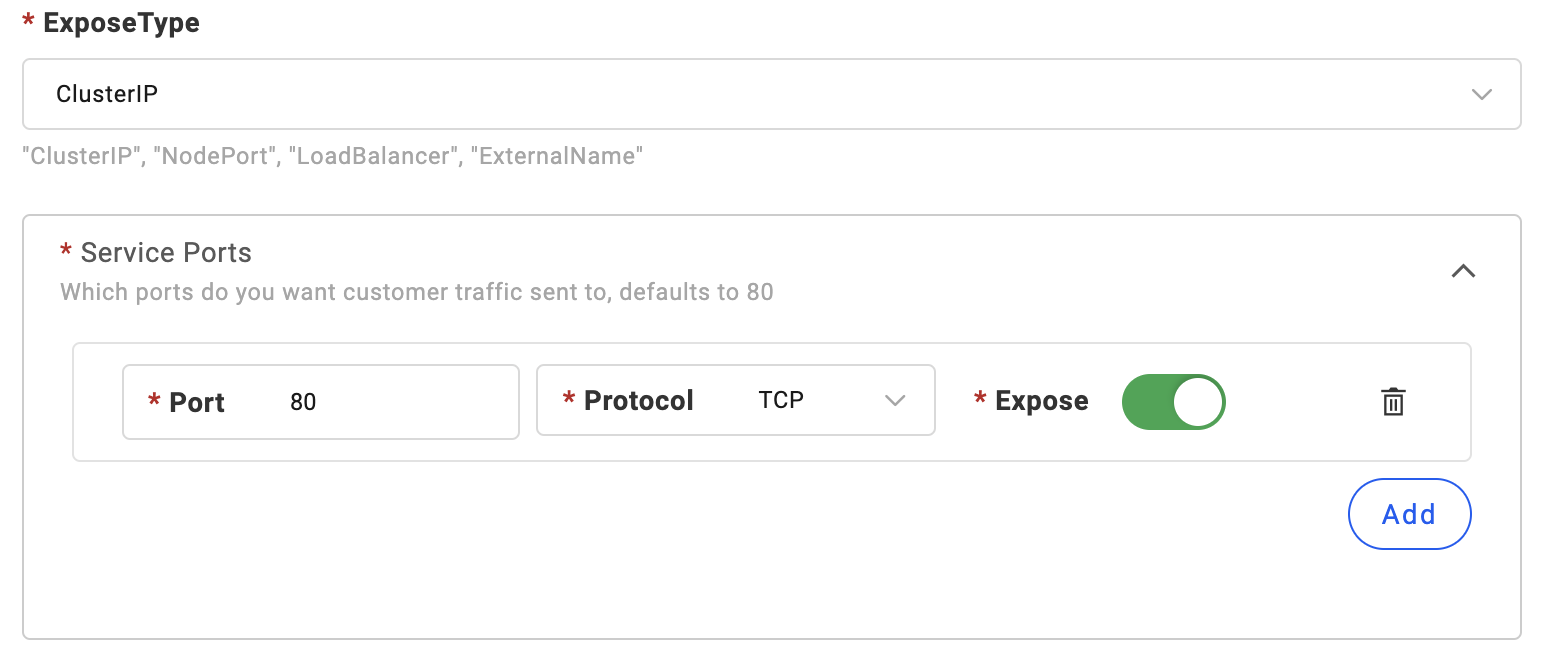 * ExposeType
ClusterIP
"ClusterIP", "NodePort", "LoadBalancer", "ExternalName"
* Service Ports
Which ports do you want customer traffic sent to, defaults to 80
* Port 80 * Protocol TCP * Expose
Add